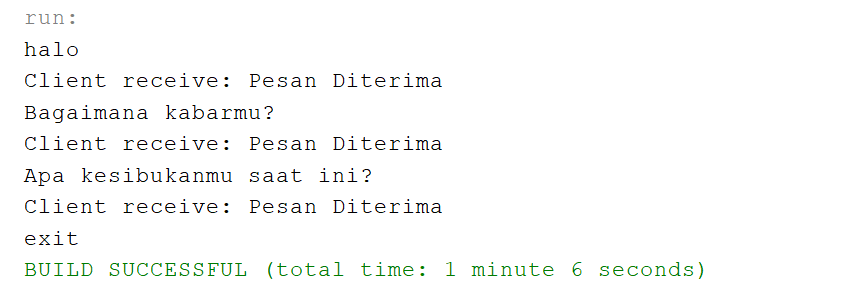 run:
halo
Client receive: Pesan Diterima
Bagaimana kabarmu?
Client receive: Pesan Diterima
Apa kesibukanmu saat ini?
Client receive: Pesan Diterima
exit
BUILD SUCCESSFUL (total time: 1 minute 6 seconds)